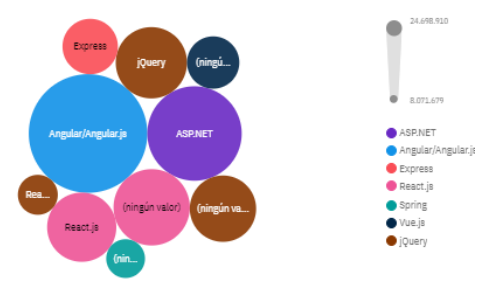 Express
jQuery
(ningú...
Angular/Angular.js
ASP.NET
Rea...
React.js
(ningún valor)
(ningún va...
(nin...
24.698.910
8.071.679
ASP.NET
Angular/Angular.js
Express
React.js
Spring
Vue.js
jQuery